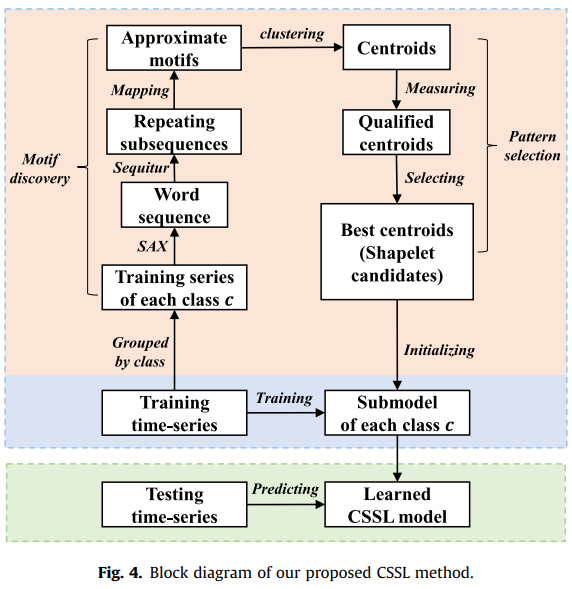 Approximate
motifs
clustering
Centroids
Mapping
Measuring
Repeating
subsequences
Qualified
centroids
Motif
discovery
Pattern
selection
Sequitur
Selecting
Word
sequence
Best centroids
(Shapelet
candidates)
SAX
Training series
of each class c
Grouped
by class
Initializing
Training
time-series
Training
Submodel
of each class c
Testing
time-series
Predicting
Learned
CSSL model
Fig. 4. Block diagram of our proposed CSSL method.